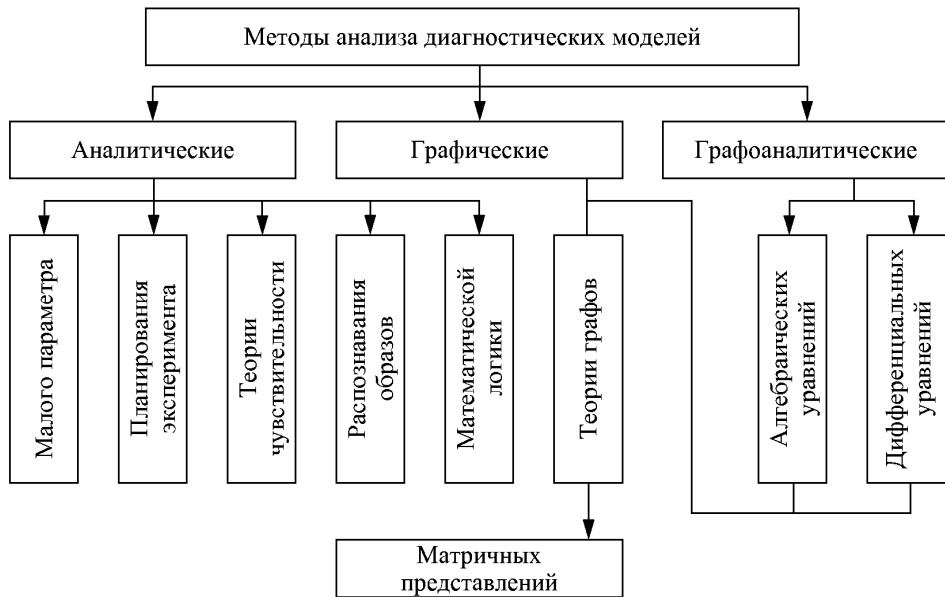 Методы анализа диагностических моделей
Аналитические
Графические
Графоаналитические
Малого параметра
Планирования
эксперимента
Теории
чувствительности
Распознавания
образов
Математической
логики
Теории графов
Алгебраических
уравнений
Дифференциальных
уравнений
Матричных
представлений